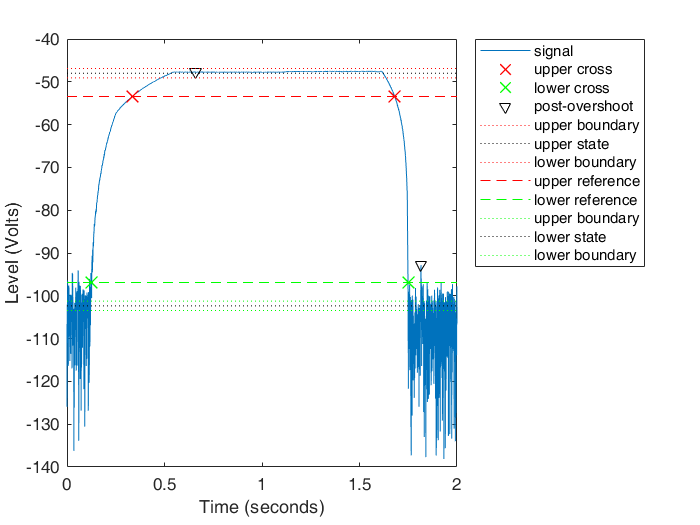 -40
-50
-60
-70
-80
-90
-100
-110
-120
-130
-140
Level (Volts)
0
0.5
1
1.5
2
Time (seconds)
signal
upper cross
lower cross
post-overshoot
upper boundary
upper state
lower boundary
upper reference
lower reference
upper boundary
lower state
lower boundary